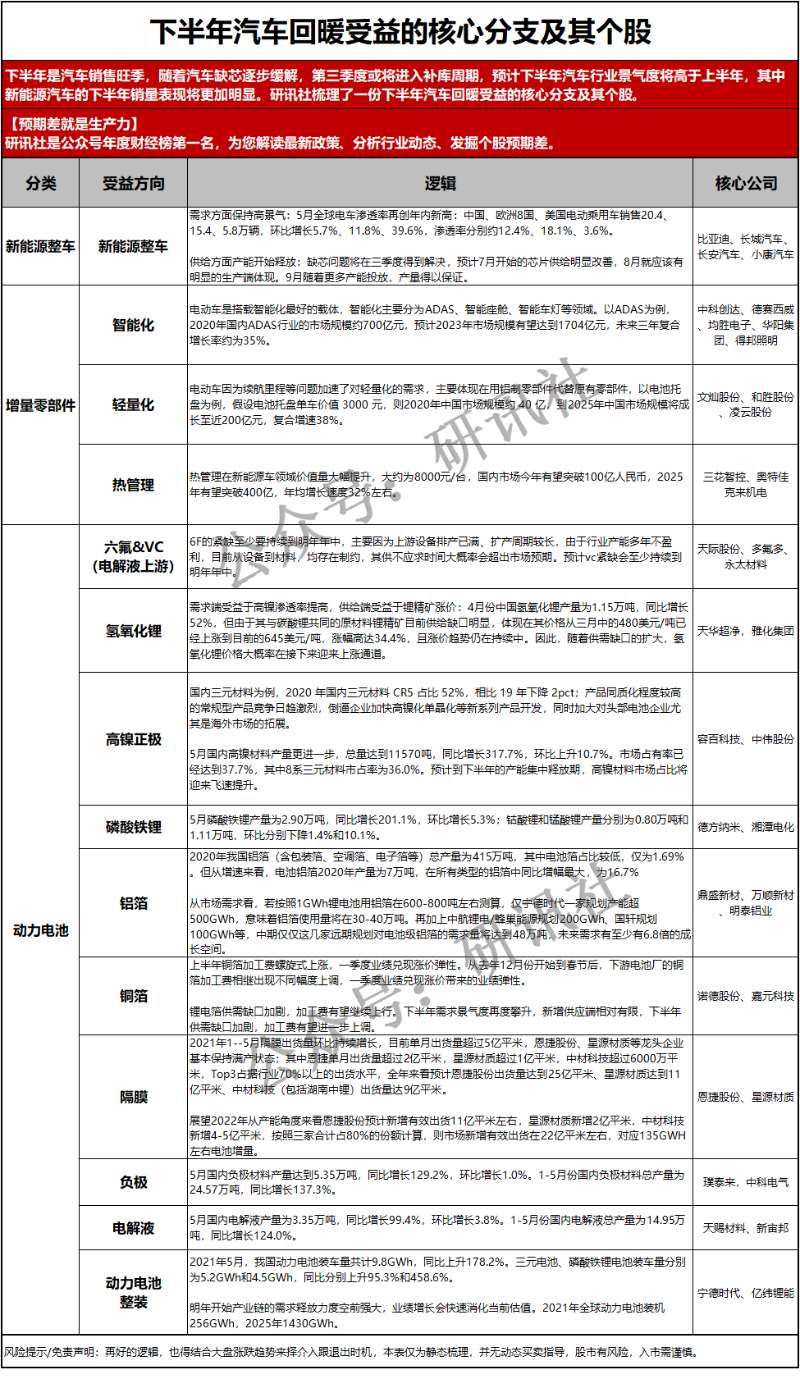 下半年汽车回暖受益的核心分支及其个股
下半年是汽车销售旺季，随着汽车缺芯逐步缓解，第三季度或将进入补库周期，预计下半年汽车行业景气度将高于上半年，其中
新能源汽车的下半年销量表现将更加明显。研讯社梳理了一份下半年汽车回暖受益的核心分支及其个股。
【预期差就是生产力】
研讯社是公众号年度财经榜第一名，为您解读最新政策、分析行业动态、发掘个股预期差。
分类
受益方向
逻辑
核心公司
新能源整车
新能源整车
需求方面保持高景气：5月全球电车渗透率再创年内新高：中国、欧洲8国、美国电动乘用车销售20.4、
15.4、5.8万辆，环比增长5.7%、11.8%、39.6%，渗透率分别约12.4%、18.1%、3.6%。
供给方面产能开始释放：缺芯问题将在三季度得到解决，预计7月开始的芯片供给明显改善，8月就应该有
明显的生产端体现。9月随着更多产能投放，产量得以保证。
比亚迪、长城汽车、
长安汽车、小康汽车
增量零部件
智能化
电动车是搭载智能化最好的载体，智能化主要分为ADAS、智能座舱、智能车灯等领域。以ADAS为例，
2020年国内ADAS行业的市场规模约700亿元，预计2023年市场规模有望达到1704亿元，未来三年复合
增长率约为35%。
中科创达、德赛西威
、均胜电子、华阳集
团、得邦照明
轻量化
电动车因为续航里程等问题加速了对轻量化的需求，主要体现在用铝制零部件代替原有零部件，以电池托
盘为例，假设电池托盘单车价值 3000 元，则2020年中国市场规模约 40 亿，到2025年中国市场规模将成
长至近200亿元，复合增速38%。
文灿股份、和胜股份
、凌云股份
热管理
热管理在新能源车领域价值量大幅提升，大约为8000元/台，国内市场今年有望突破100亿人民币，2025
年有望突破400亿，年均增长速度32%左右。
三花智控、奥特佳
克来机电
动力电池
六氟&VC
（电解液上游）
6F的紧缺至少要持续到明年年中，主要因为上游设备排产已满、扩产周期较长，由于行业产能多年不盈
利，目前从设备到材料，均存在制约，其供不应求时间大概率会超出市场预期。预计vc紧缺会至少持续到
明年年中。
天际股份、多氟多、
永太材料
氢氧化锂
需求端受益于高镍渗透率提高，供给端受益于锂精矿涨价：4月份中国氢氧化锂产量为1.15万吨，同比增长
52%，但由于其与碳酸锂共同的原材料锂精矿目前供给缺口明显，体现在其价格从三月中的480美元/吨已
经上涨到目前的645美元/吨，涨幅高达34.4%，且涨价趋势仍在持续中。因此，随着供需缺口的扩大，氢
氧化锂价格大概率在接下来迎来上涨通道。
天华超净，雅化集团
高镍正极
国内三元材料为例，2020 年国内三元材料 CR5 占比 52%，相比 19 年下降 2pct；产品同质化程度较高
的常规型产品竞争日趋激烈，倒逼企业加快高镍化单晶化等新系列产品开发，同时加大对头部电池企业尤
其是海外市场的拓展。
5月国内高镍材料产量更进一步，总量达到11570吨，同比增长317.7%，环比上升10.7%。市场占有率已
经达到37.7%，其中8系三元材料市占率为36.0%。预计到下半年的产能集中释放期，高镍材料市场占比将
迎来飞速提升。
容百科技、中伟股份
磷酸铁锂
5月磷酸铁锂产量为2.90万吨，同比增长201.1%，环比增长5.3%；钴酸锂和锰酸锂产量分别为0.80万吨和
1.11万吨，环比分别下降1.4%和10.1%。
德方纳米、湘潭电化
铝箔
2020年我国铝箔（含包装箔、空调箔、电子箔等）总产量为415万吨，其中电池箔占比较低，仅为1.69%
。但从增速来看，电池铝箔2020年产量为7万吨，在所有类型的铝箔中同比增幅最大，为16.7%
从市场需求看，若按照1GWh锂电池用铝箔在600-800吨左右测算，仅宁德时代一家规划产能超
500GWh，意味着铝箔使用量将在30-40万吨。再加上中航锂电/蜂巢能源规划200GWh、国轩规划
100GWh等，中期仅仅这几家远期规划对电池级铝箔的需求量将达到48万吨，未来需求有至少有6.8倍的成
长空间。
鼎盛新材、万顺新材
、明泰铝业
铜箔
上半年铜箔加工费螺旋式上涨，一季度业绩兑现涨价弹性。从去年12月份开始到春节后，下游电池厂的铜
箔加工费相继出现不同幅度上调，一季度业绩兑现涨价带来的业绩弹性。
锂电箔供需缺口加剧，加工费有望继续上行。下半年需求景气度再度攀升，新增供应端相对有限，下半年
供需缺口加剧，加工费有望进一步上调。
诺德股份、嘉元科技
隔膜
2021年1--5月隔膜出货量环比持续增长，目前单月出货量超过5亿平米，恩捷股份、星源材质等龙头企业
基本保持满产状态；其中恩捷单月出货量超过2亿平米，星源材质超过1亿平米，中材科技超过6000万平
米，Top3占据行业70%以上的出货水平，全年来看预计恩捷股份出货量达到25亿平米、星源材质达到11
亿平米、中材科技（包括湖南中锂）出货量达9亿平米。
展望2022年从产能角度来看恩捷股份预计新增有效出货11亿平米左右，星源材质新增2亿平米，中材科技
新增4-5亿平米，按照三家合计占80%的份额计算，则市场新增有效出货在22亿平米左右，对应135GWH
左右电池增量。
恩捷股份、星源材质
负极
5月国内负极材料产量达到5.35万吨，同比增长129.2%，环比增长1.0%。1-5月份国内负极材料总产量为
24.57万吨，同比增长137.3%。
璞泰来，中科电气
电解液
5月国内电解液产量为3.35万吨，同比增长99.4%，环比增长3.8%。1-5月份国内电解液总产量为14.95万
吨，同比增长124.0%。
天赐材料、新宙邦
动力电池
整装
2021年5月，我国动力电池装车量共计9.8GWh，同比上升178.2%。三元电池、磷酸铁锂电池装车量分别
为5.2GWh和4.5GWh，同比分别上升95.3%和458.6%。
明年开始产业链的需求释放力度空前强大，业绩增长会快速消化当前估值。2021年全球动力电池装机
256GWh，2025年1430GWh。
宁德时代、亿纬锂能
风险提示/免责声明：再好的逻辑，也得结合大盘涨跌趋势来择介入跟退出时机，本表仅为静态梳理，并无动态买卖指导，股市有风险，入市需谨慎。
公众号：研讯社
公众号：研讯社